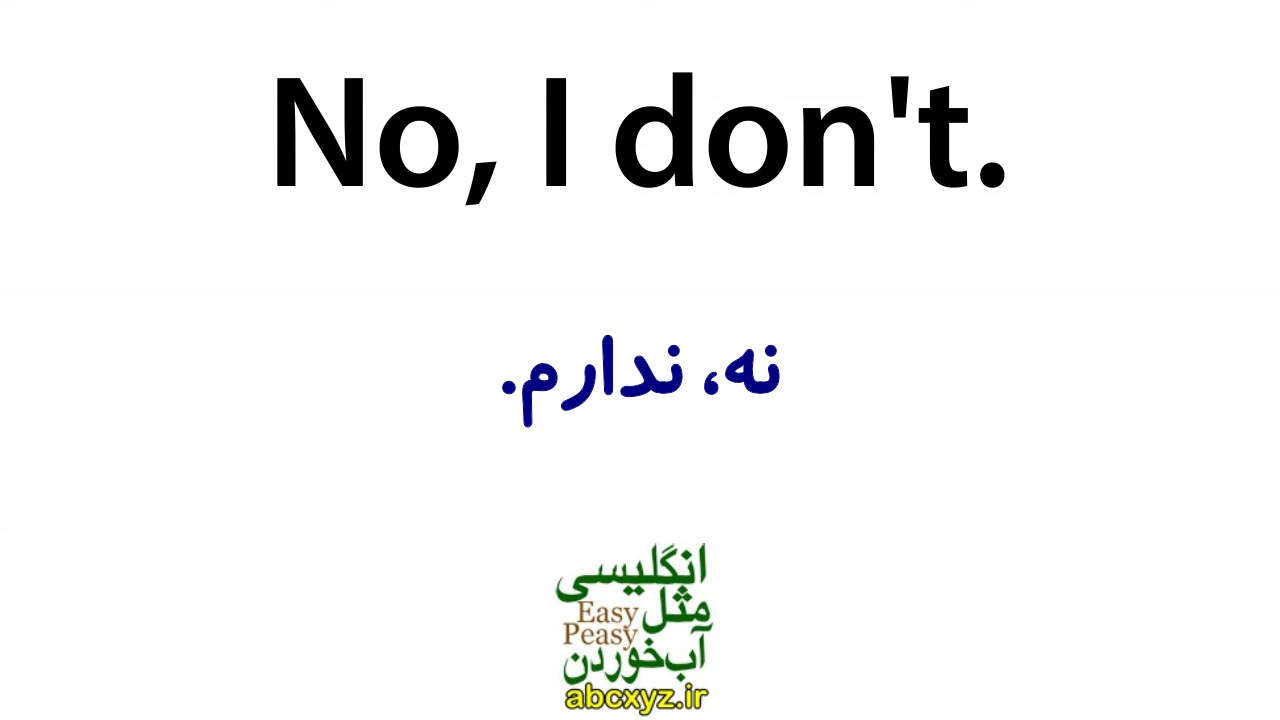 No, I don't.
نه، ندارم.
انگلیسی
مثل Easy
Peasy
آب‌خوردن
abcxyz.ir